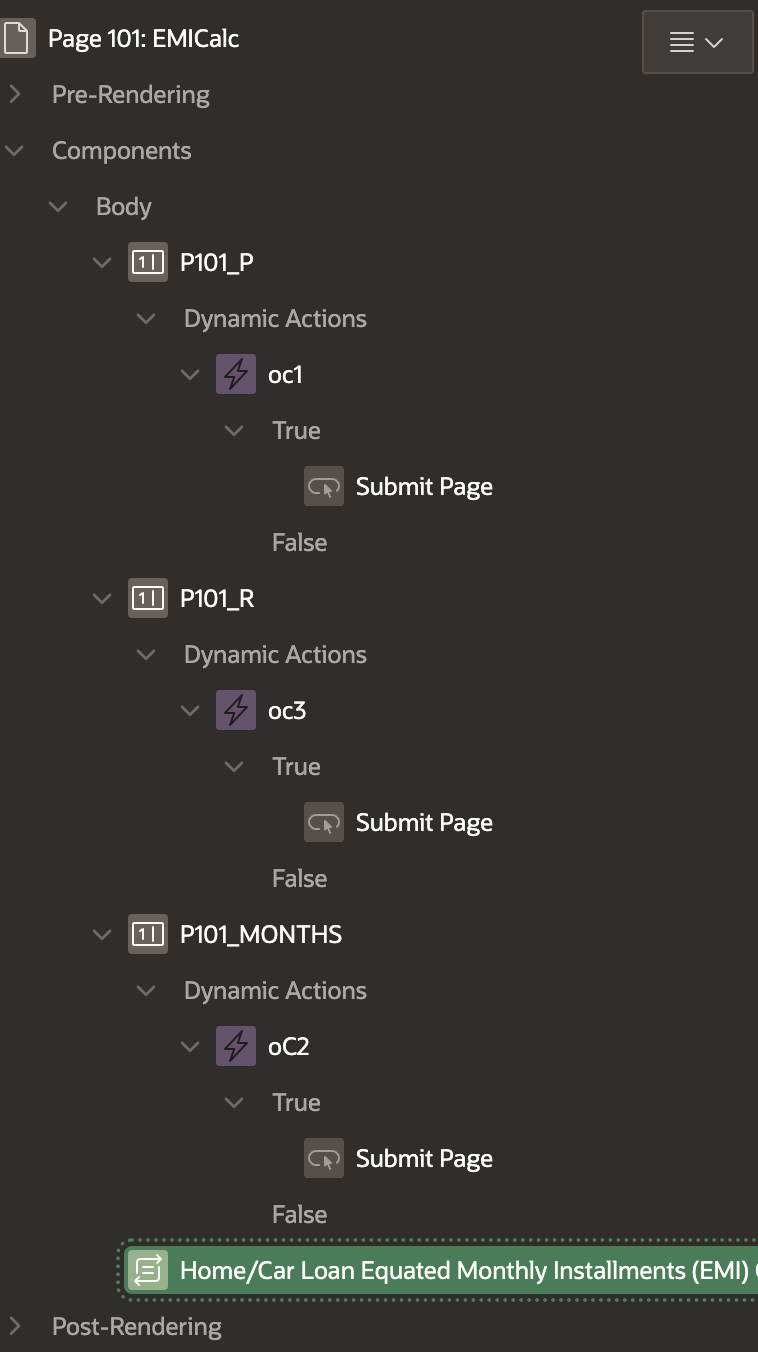 Page 101: EMICalc
Pre-Rendering
Components
Body
P101_P
Dynamic Actions
oc1
True
Submit Page
False
P101_R
Dynamic Actions
oc3
True
Submit Page
False
P101_MONTHS
Dynamic Actions
oC2
True
Submit Page
False
Home/Car Loan Equated Monthly Installments (EMI)
Post-Rendering